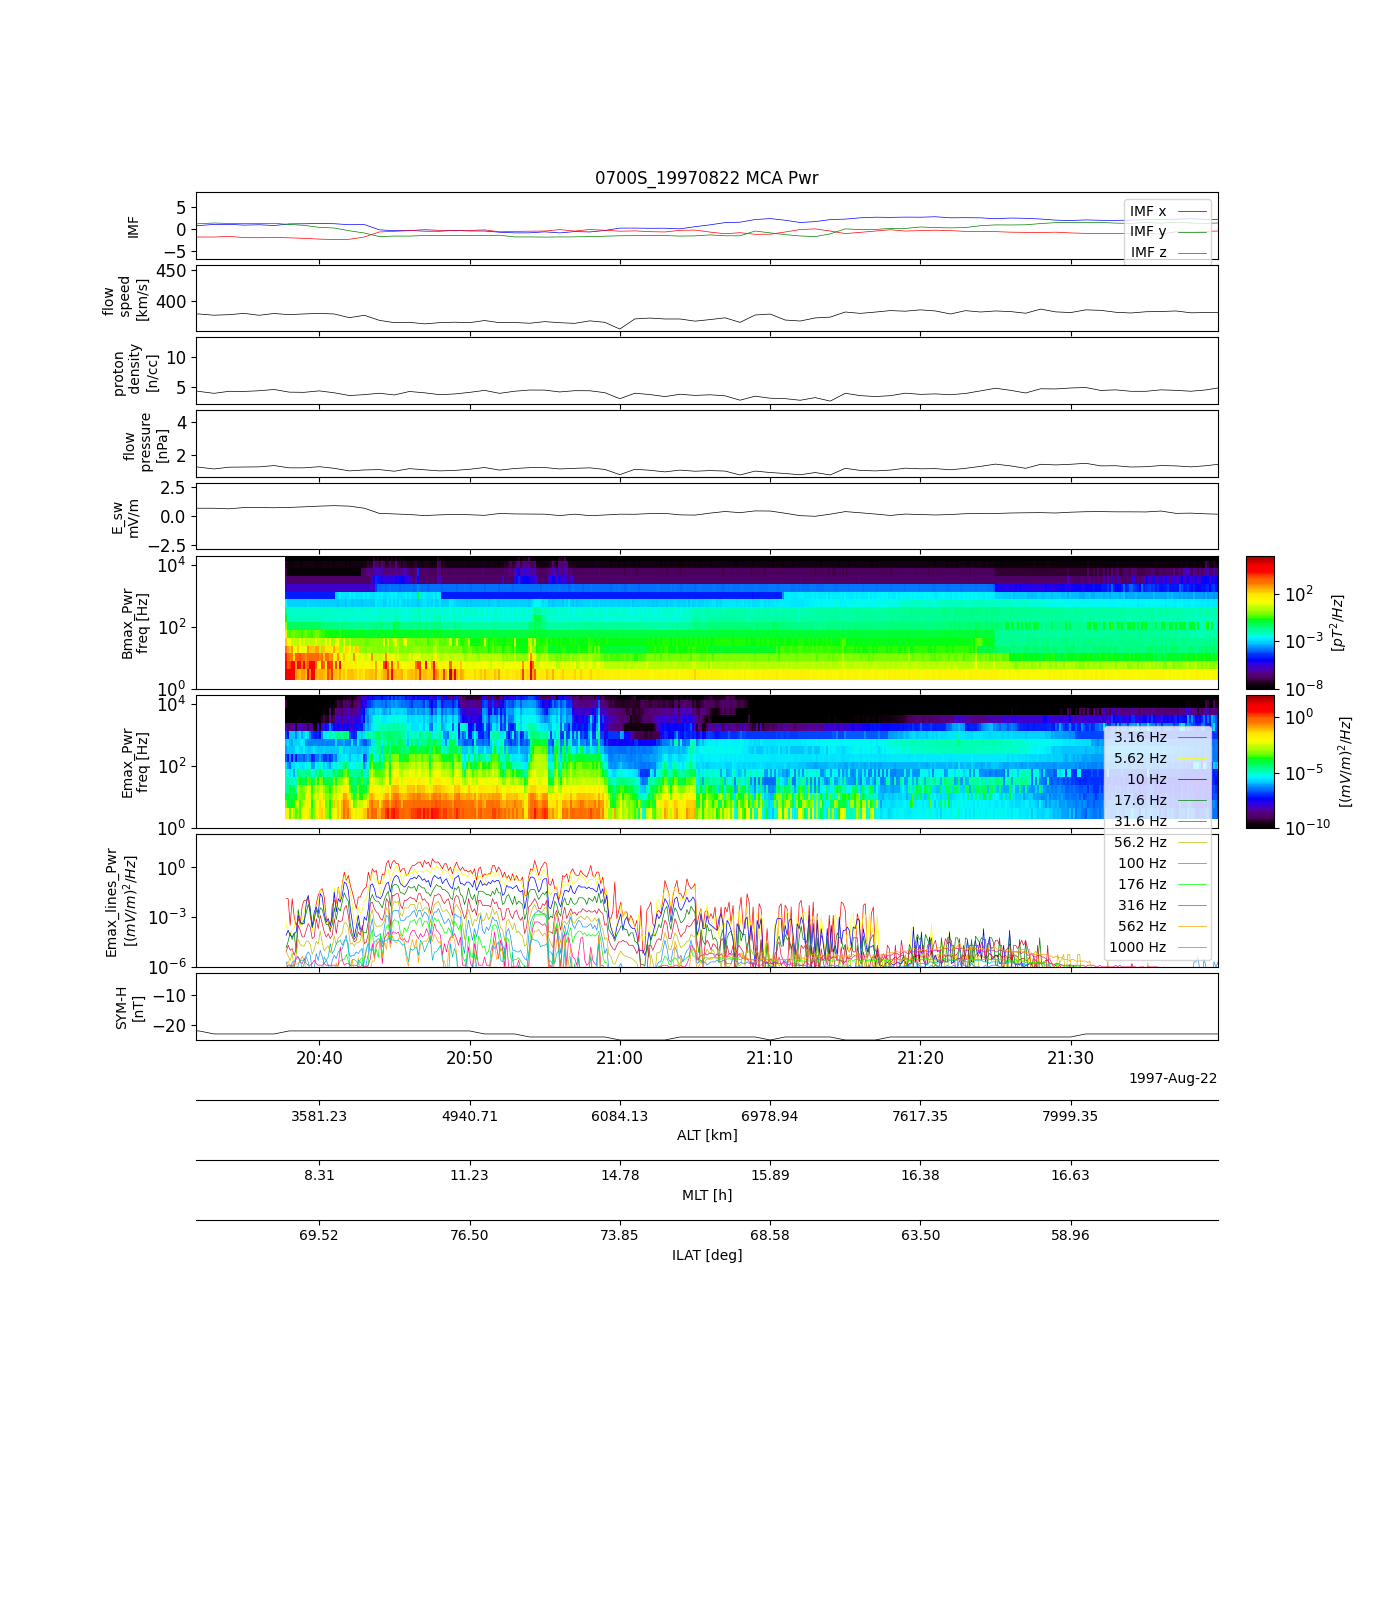 0700S_19970822 MCA Pwr
IMF
5
0
−5
IMF x
IMF y
IMF z
flow
speed
[km/s]
450
400
proton
density
[n/cc]
10
5
flow
pressure
[nPa]
4
2
E_sw
mV/m
2.5
0.0
−2.5
Bmax_Pwr
freq [Hz]
10^4
10^2
10^0
10^2
10^−3
10^−8
[pT^2/Hz]
Emax_Pwr
freq [Hz]
10^4
10^2
10^0
10^0
10^−5
10^−10
[(mV/m)^2/Hz]
3.16 Hz
5.62 Hz
10 Hz
17.6 Hz
31.6 Hz
56.2 Hz
100 Hz
176 Hz
316 Hz
562 Hz
1000 Hz
Emax_lines_Pwr
[(mV/m)^2/Hz]
10^0
10^−3
10^−6
SYM-H
[nT]
−10
−20
20:40 20:50 21:00 21:10 21:20 21:30
1997-Aug-22
3581.23 4940.71 6084.13 6978.94 7617.35 7999.35
ALT [km]
8.31 11.23 14.78 15.89 16.38 16.63
MLT [h]
69.52 76.50 73.85 68.58 63.50 58.96
ILAT [deg]